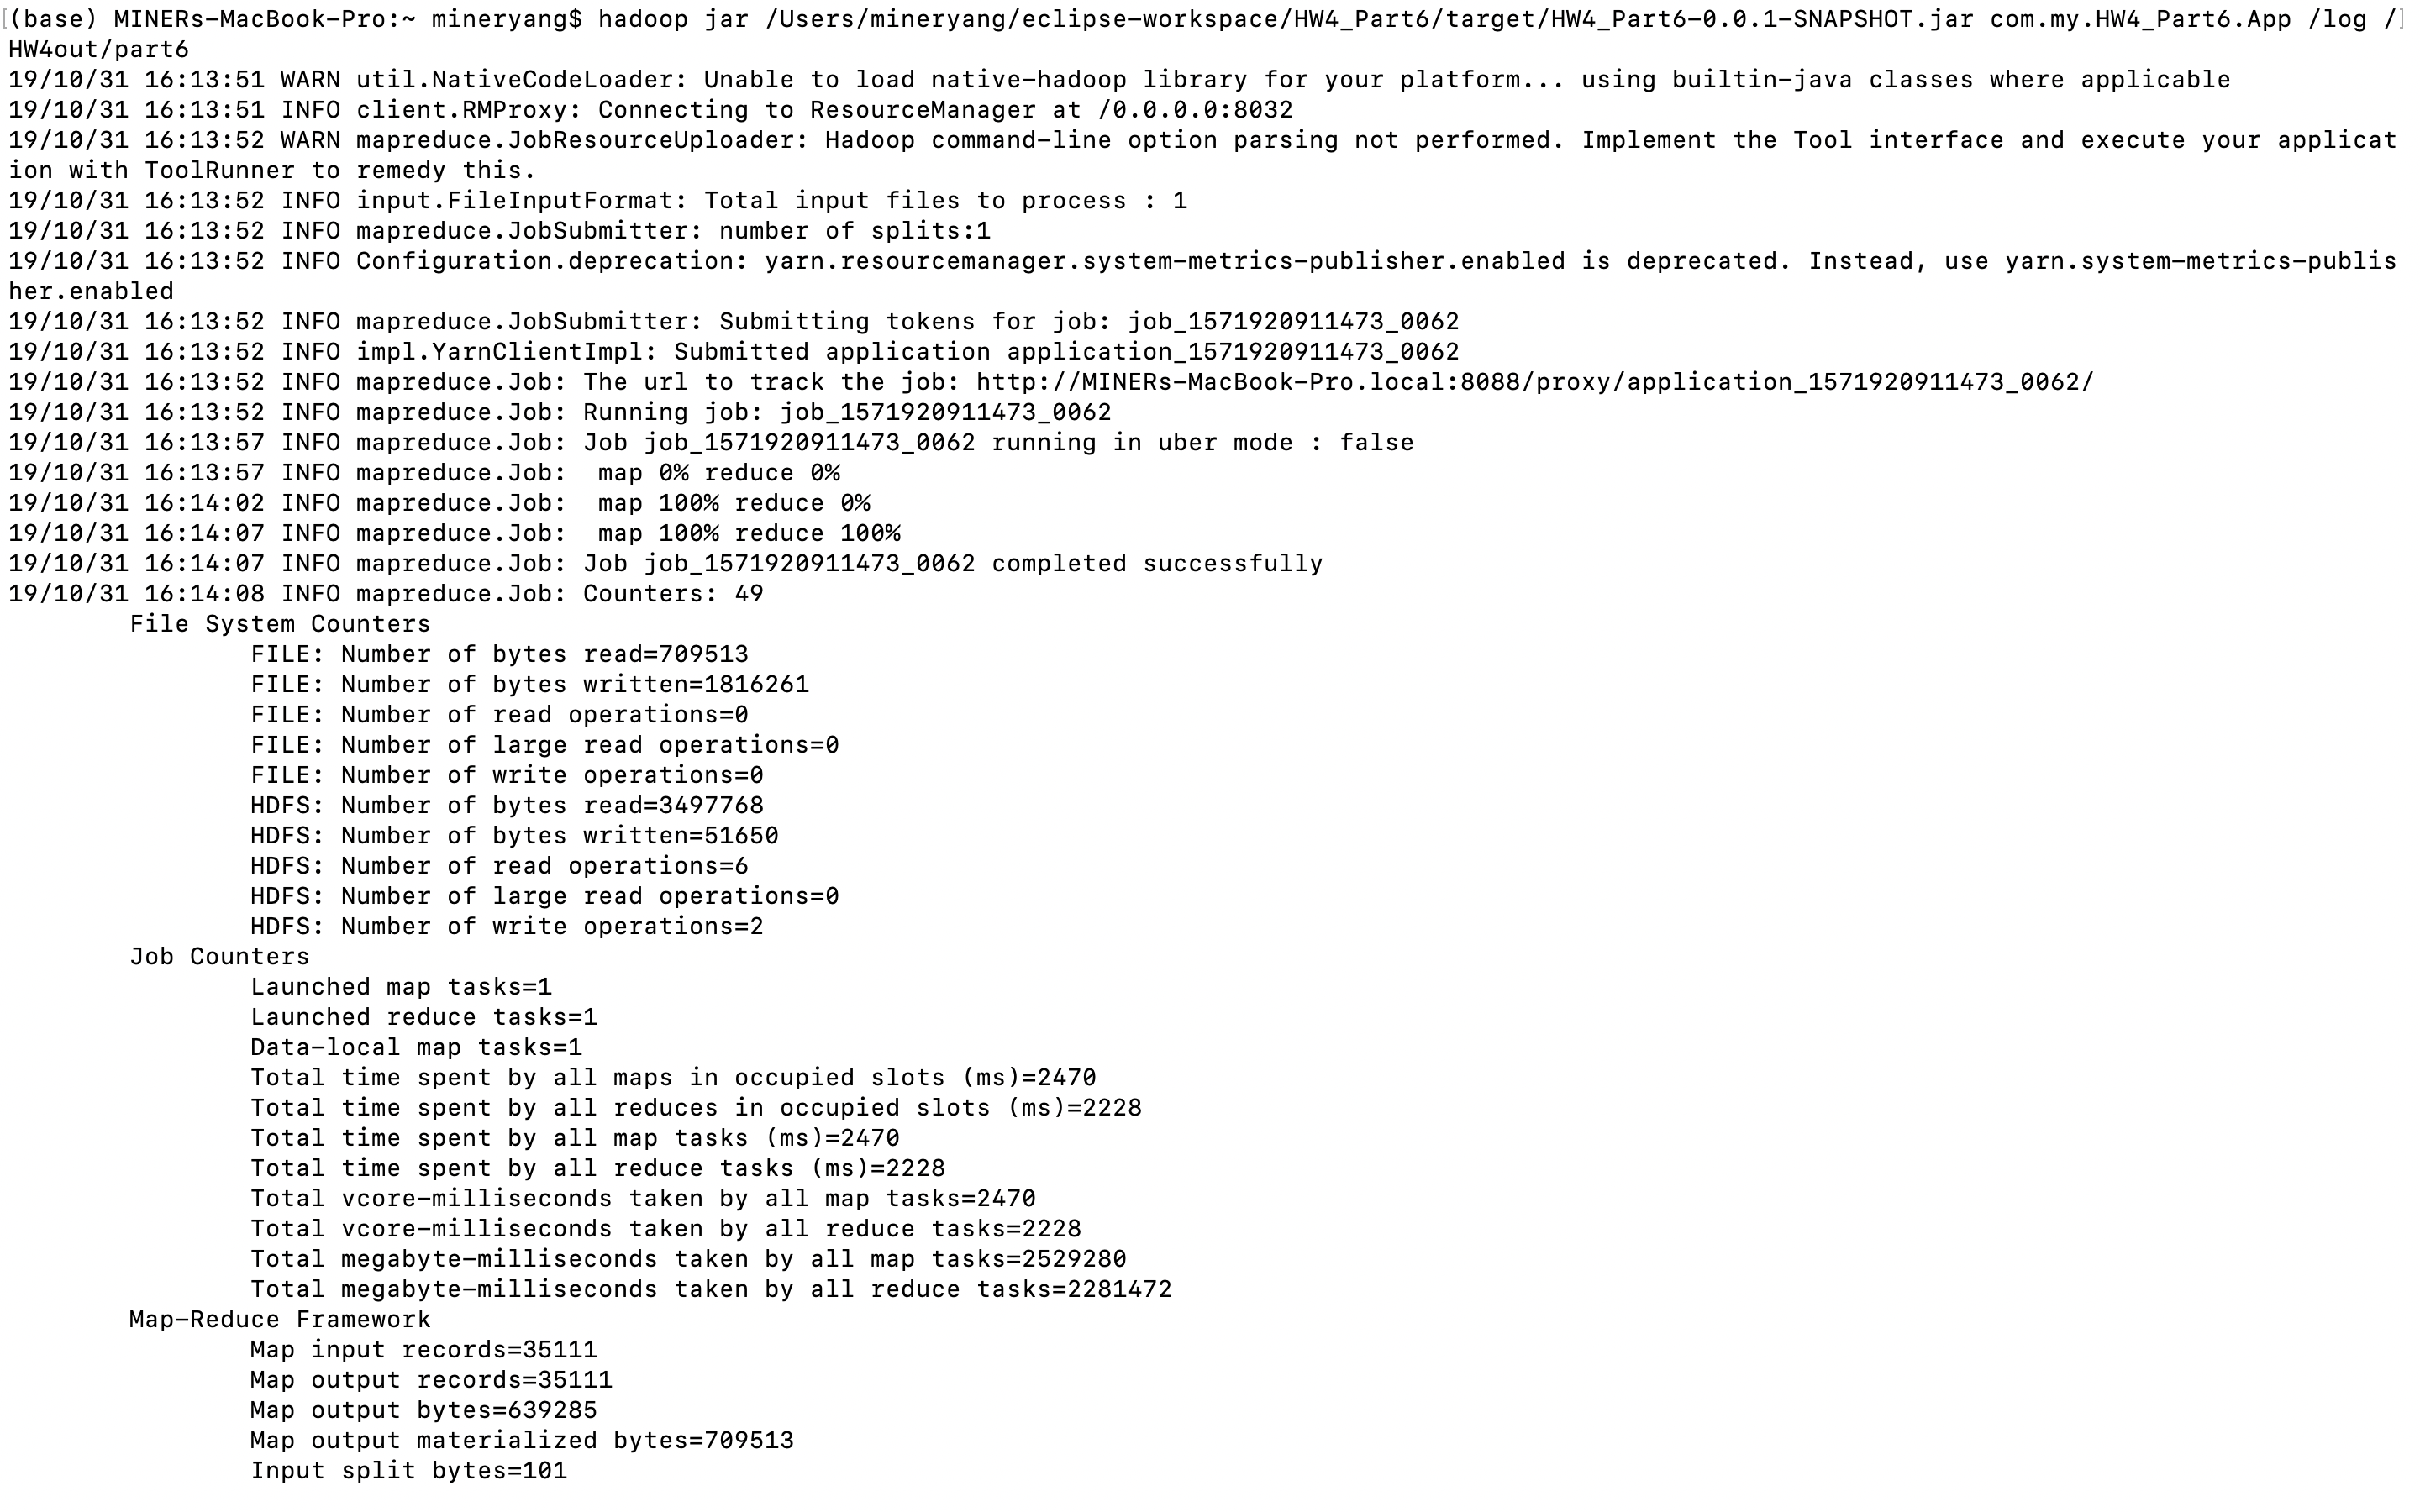 [(base) MINERs-MacBook-Pro:~ mineryang$ hadoop jar /Users/mineryang/eclipse-workspace/HW4_Part6/target/HW4_Part6-0.0.1-SNAPSHOT.jar com.my.HW4_Part6.App /log /]
HW4out/part6
19/10/31 16:13:51 WARN util.NativeCodeLoader: Unable to load native-hadoop library for your platform... using builtin-java classes where applicable
19/10/31 16:13:51 INFO client.RMProxy: Connecting to ResourceManager at /0.0.0.0:8032
19/10/31 16:13:52 WARN mapreduce.JobResourceUploader: Hadoop command-line option parsing not performed. Implement the Tool interface and execute your applicat
ion with ToolRunner to remedy this.
19/10/31 16:13:52 INFO input.FileInputFormat: Total input files to process : 1
19/10/31 16:13:52 INFO mapreduce.JobSubmitter: number of splits:1
19/10/31 16:13:52 INFO Configuration.deprecation: yarn.resourcemanager.system-metrics-publisher.enabled is deprecated. Instead, use yarn.system-metrics-publis
her.enabled
19/10/31 16:13:52 INFO mapreduce.JobSubmitter: Submitting tokens for job: job_1571920911473_0062
19/10/31 16:13:52 INFO impl.YarnClientImpl: Submitted application application_1571920911473_0062
19/10/31 16:13:52 INFO mapreduce.Job: The url to track the job: http://MINERs-MacBook-Pro.local:8088/proxy/application_1571920911473_0062/
19/10/31 16:13:52 INFO mapreduce.Job: Running job: job_1571920911473_0062
19/10/31 16:13:57 INFO mapreduce.Job: Job job_1571920911473_0062 running in uber mode : false
19/10/31 16:13:57 INFO mapreduce.Job:  map 0% reduce 0%
19/10/31 16:14:02 INFO mapreduce.Job:  map 100% reduce 0%
19/10/31 16:14:07 INFO mapreduce.Job:  map 100% reduce 100%
19/10/31 16:14:07 INFO mapreduce.Job: Job job_1571920911473_0062 completed successfully
19/10/31 16:14:08 INFO mapreduce.Job: Counters: 49
File System Counters
FILE: Number of bytes read=709513
FILE: Number of bytes written=1816261
FILE: Number of read operations=0
FILE: Number of large read operations=0
FILE: Number of write operations=0
HDFS: Number of bytes read=3497768
HDFS: Number of bytes written=51650
HDFS: Number of read operations=6
HDFS: Number of large read operations=0
HDFS: Number of write operations=2
Job Counters
Launched map tasks=1
Launched reduce tasks=1
Data-local map tasks=1
Total time spent by all maps in occupied slots (ms)=2470
Total time spent by all reduces in occupied slots (ms)=2228
Total time spent by all map tasks (ms)=2470
Total time spent by all reduce tasks (ms)=2228
Total vcore-milliseconds taken by all map tasks=2470
Total vcore-milliseconds taken by all reduce tasks=2228
Total megabyte-milliseconds taken by all map tasks=2529280
Total megabyte-milliseconds taken by all reduce tasks=2281472
Map-Reduce Framework
Map input records=35111
Map output records=35111
Map output bytes=639285
Map output materialized bytes=709513
Input split bytes=101